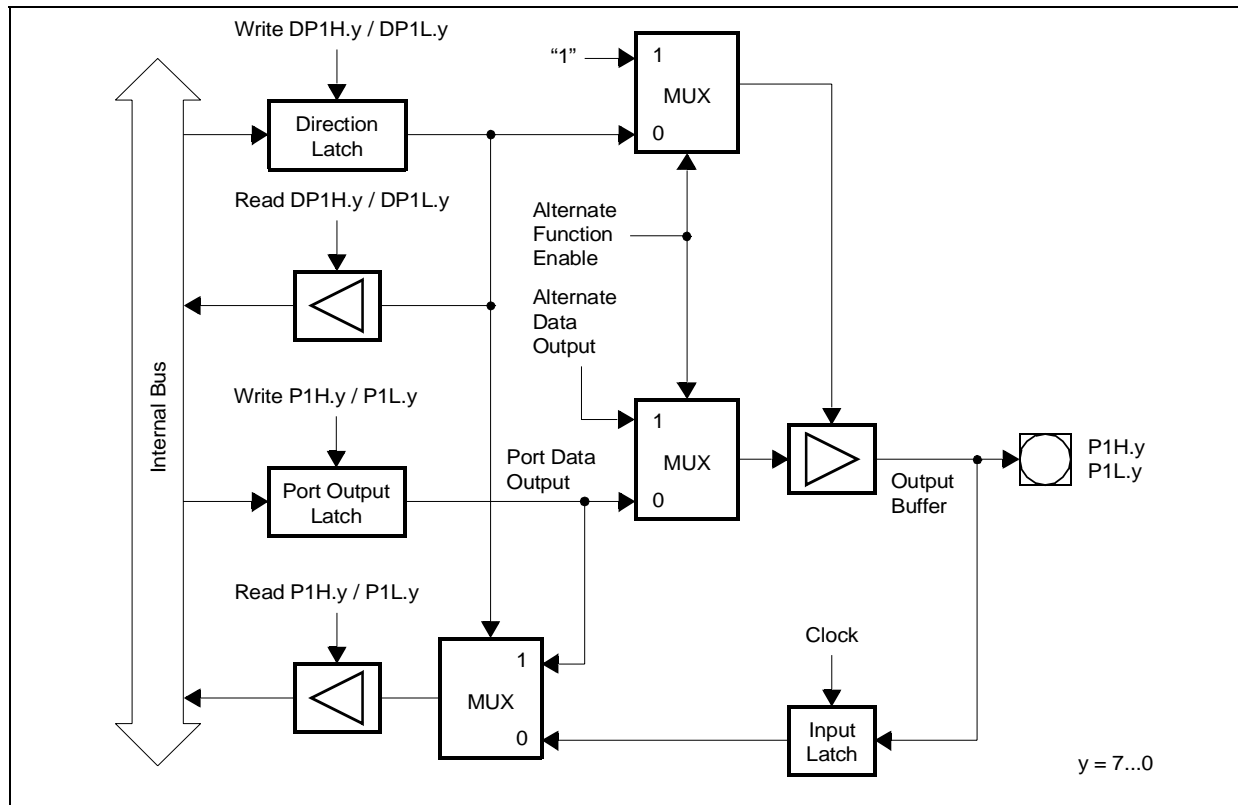 Write DP1H.y / DP1L.y
“1”
1
MUX
0
Direction
Latch
Read DP1H.y / DP1L.y
Alternate
Function
Enable
Alternate
Data
Output
Internal Bus
Write P1H.y / P1L.y
1
MUX
0
Port Data
Output
Port Output
Latch
Output
Buffer
P1H.y
P1L.y
Read P1H.y / P1L.y
Clock
1
MUX
0
Input
Latch
y = 7...0